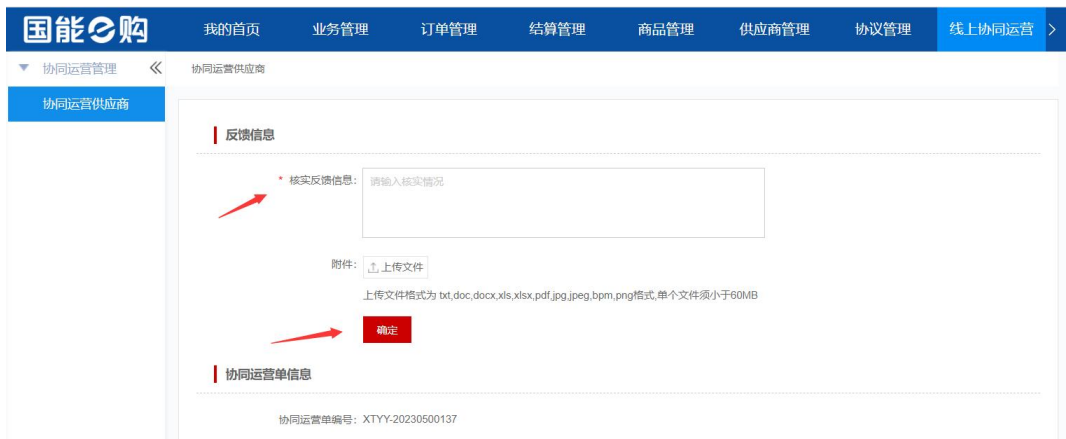 国能e购 我的首页 业务管理 订单管理 结算管理 商品管理 供应商管理 协议管理 线上协同运营 >
协同运营管理 《 协同运营供应商
协同运营供应商
反馈信息
* 核实反馈信息: 请输入核实情况
附件: 上传文件
上传文件格式为 txt,doc,docx,xls,xlsx,pdf,jpg,jpeg,bpm,png格式,单个文件须小于60MB
确定
协同运营单信息
协同运营单编号: XTYY-20230500137